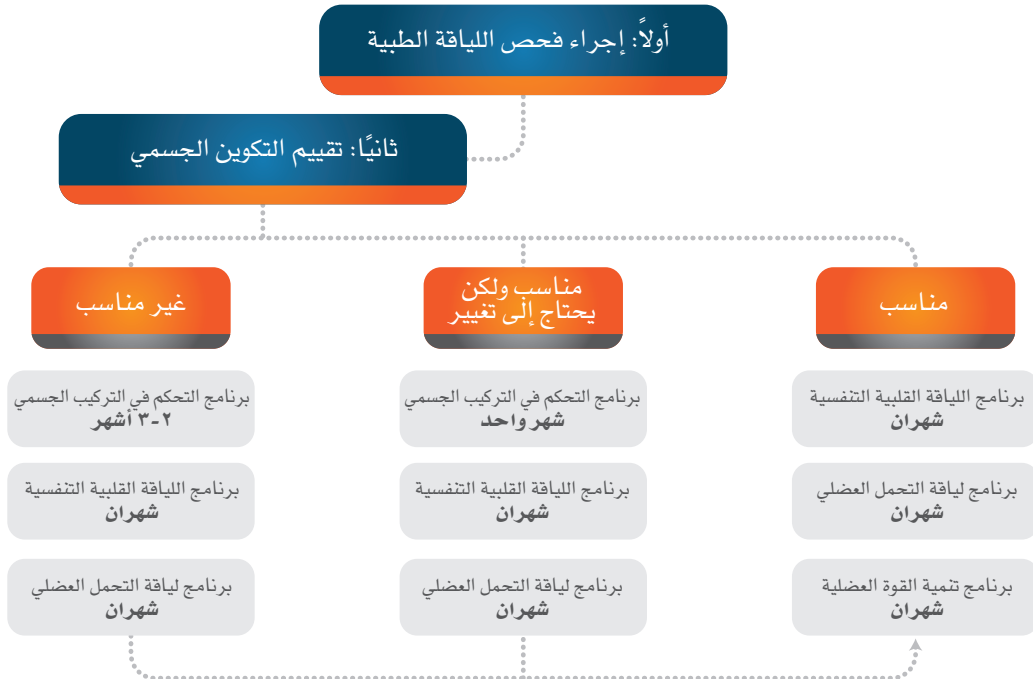 أولاً: إجراء فحص اللياقة الطبية
ثانيًا: تقييم التكوين الجسمي
مناسب
برنامج اللياقة القلبية التنفسية
شهران
برنامج لياقة التحمل العضلي
شهران
برنامج تنمية القوة العضلية
شهران
مناسب ولكن
يحتاج إلى تغيير
برنامج التحكم في التركيب الجسمي
شهر واحد
برنامج اللياقة القلبية التنفسية
شهران
برنامج لياقة التحمل العضلي
شهران
غير مناسب
برنامج التحكم في التركيب الجسمي
٢-٣ أشهر
برنامج اللياقة القلبية التنفسية
شهران
برنامج لياقة التحمل العضلي
شهران